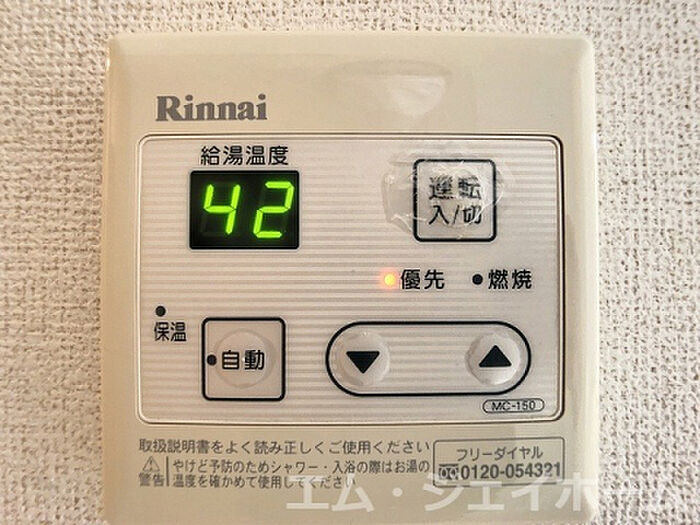 Rinnai
給湯温度
42
運転
入/切
優先
燃焼
保温
自動
▼
▲
MC-150
取扱説明書をよく読み正しくご使用ください
警告
やけど予防のためシャワー・入浴の際はお湯の
温度を確かめて使用してください
フリーダイヤル
0120-054321
エム・ジェイホーム